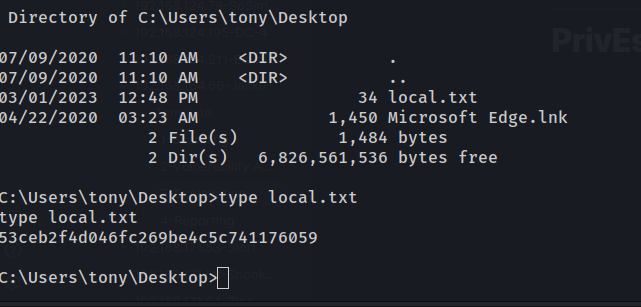 Directory of C:\Users\tony\Desktop
PrivEs
07/09/2020  11:10 AM    <DIR>          .
07/09/2020  11:10 AM    <DIR>          ..
03/01/2023  12:48 PM                34 local.txt
04/22/2020  03:23 AM             1,450 Microsoft Edge.lnk
2 File(s)          1,484 bytes
2 Dir(s)   6,826,561,536 bytes free
C:\Users\tony\Desktop>type local.txt
type local.txt
53ceb2f4d046fc269be4c5c741176059
C:\Users\tony\Desktop>